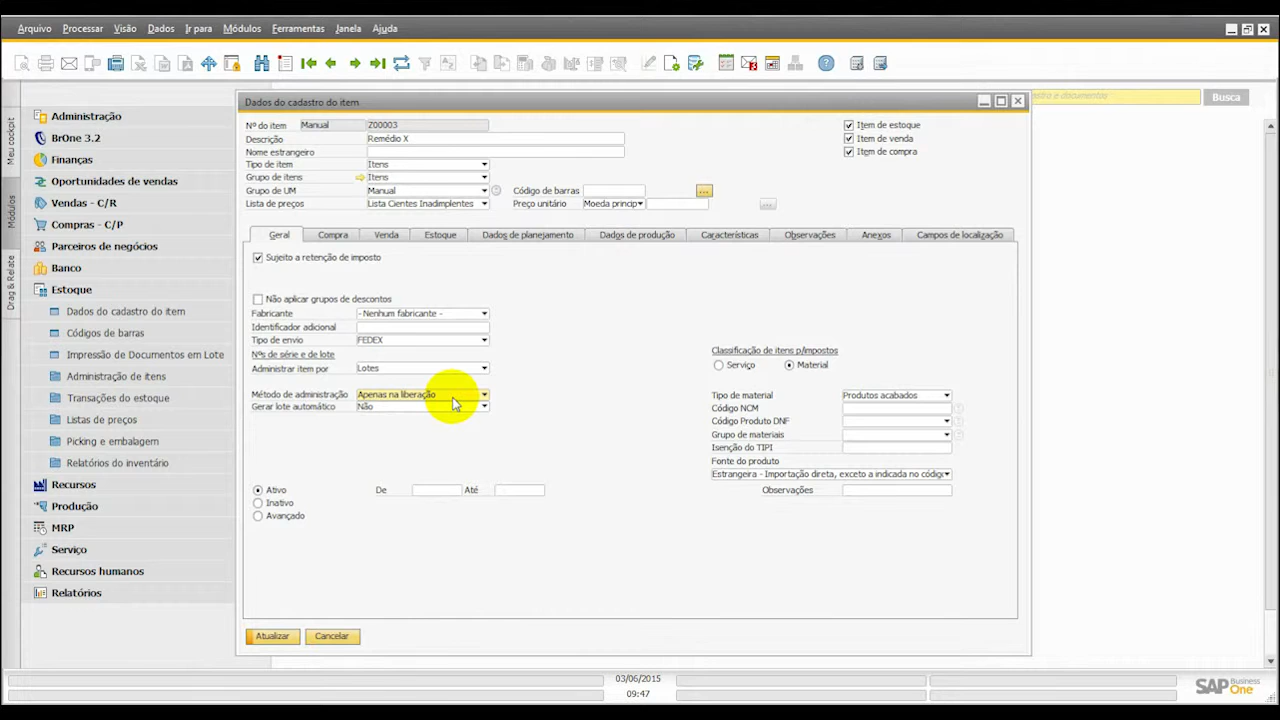 Arquivo Processar Visão Dados Ir para Módulos Ferramentas Janela Ajuda
Busca
Meu cockpit
Módulos
Drag & Relate
Administração
BrOne 3.2
Finanças
Oportunidades de vendas
Vendas - C/R
Compras - C/P
Parceiros de negócios
Banco
Estoque
Dados do cadastro do item
Códigos de barras
Impressão de Documentos em Lote
Administração de itens
Transações do estoque
Listas de preços
Picking e embalagem
Relatórios do inventário
Recursos
Produção
MRP
Serviço
Recursos humanos
Relatórios
Dados do cadastro do item
Nº do item Manual Z00003
Descrição Remédio X
Nome estrangeiro
Tipo de item Itens
Grupo de itens Itens
Grupo de UM Manual Código de barras ...
Lista de preços Lista Cientes Inadimplentes Preço unitário Moeda princip ...
Item de estoque
Item de venda
Item de compra
Geral Compra Venda Estoque Dados de planejamento Dados de produção Características Observações Anexos Campos de localização
Sujeito a retenção de imposto
Não aplicar grupos de descontos
Fabricante - Nenhum fabricante -
Identificador adicional
Tipo de envio FEDEX
Nºs de série e de lote
Administrar item por Lotes
Método de administração Apenas na liberação
Gerar lote automático Não
Classificação de itens p/impostos
Serviço Material
Tipo de material Produtos acabados
Código NCM
Código Produto DNF
Grupo de materiais
Isenção do TIPI
Fonte do produto
Estrangeira - Importação direta, exceto a indicada no códig
Observações
Ativo De Até
Inativo
Avançado
Atualizar Cancelar
03/06/2015
09:47
SAP Business One